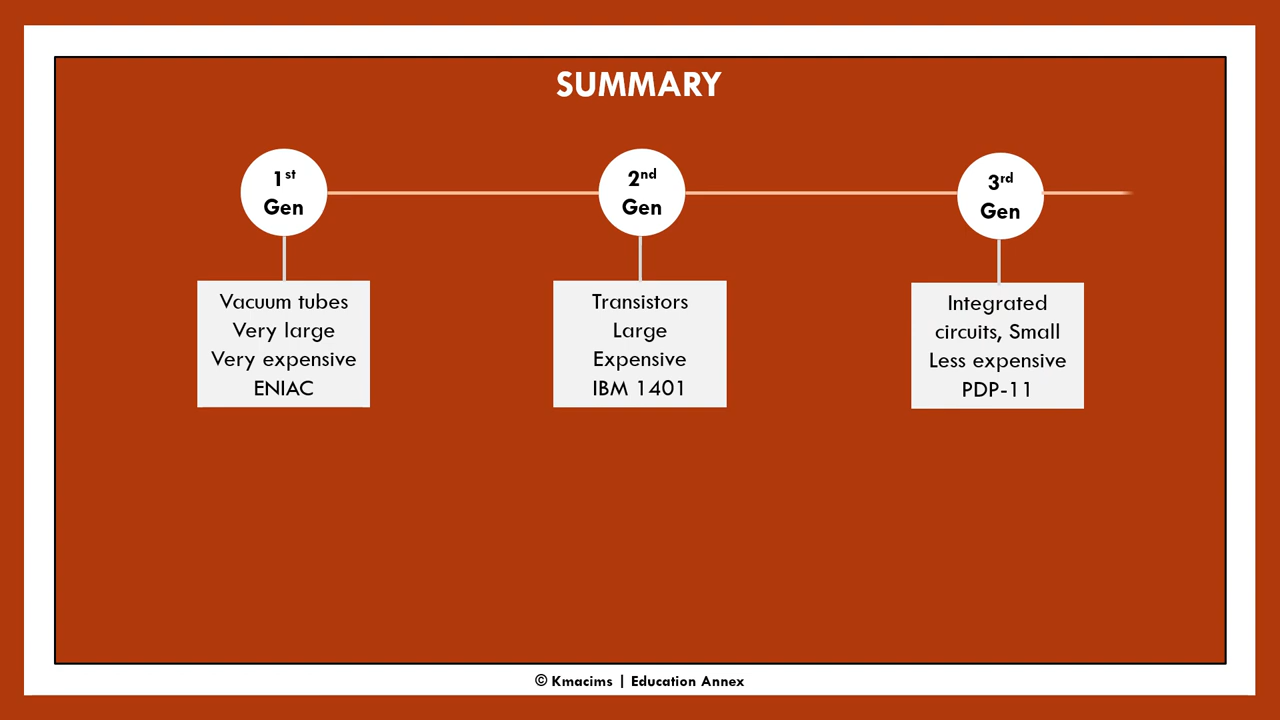 SUMMARY
1st
Gen
2nd
Gen
3rd
Gen
Vacuum tubes
Very large
Very expensive
ENIAC
Transistors
Large
Expensive
IBM 1401
Integrated
circuits, Small
Less expensive
PDP-11
© Kmacims | Education Annex